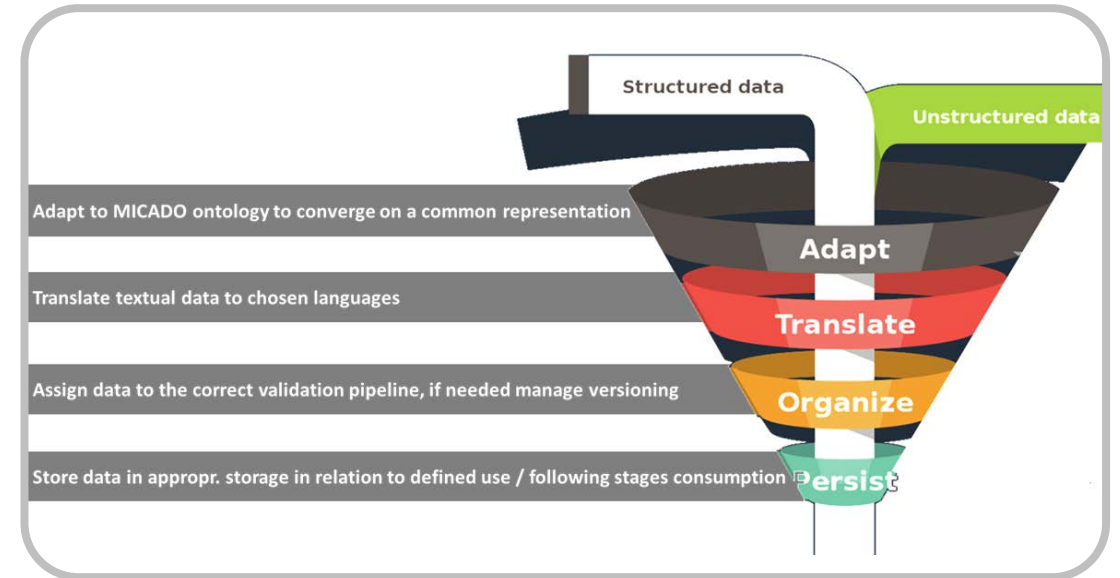 Structured data
Unstructured data
Adapt to MICADO ontology to converge on a common representation
Adapt
Translate textual data to chosen languages
Translate
Assign data to the correct validation pipeline, if needed manage versioning
Organize
Store data in appropr. storage in relation to defined use / following stages consumption
Persist